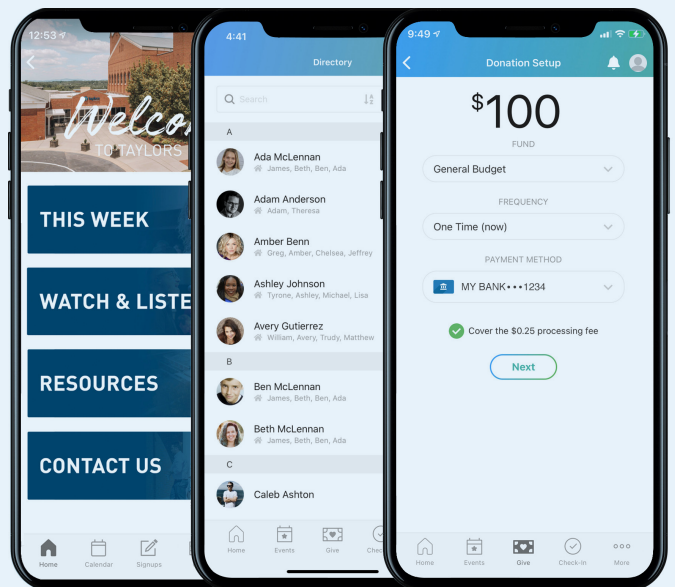 12:53
Welco
TO TAYLORS
THIS WEEK
WATCH & LISTE
RESOURCES
CONTACT US
Home
Calendar
Signups
4:41
Directory
Search
A
Ada McLennan
James, Beth, Ben, Ada
Adam Anderson
Adam, Theresa
Amber Benn
Greg, Amber, Chelsea, Jeffrey
Ashley Johnson
Tyrone, Ashley, Michael, Lisa
Avery Gutierrez
William, Avery, Trudy, Matthew
B
Ben McLennan
James, Beth, Ben, Ada
Beth McLennan
James, Beth, Ben, Ada
C
Caleb Ashton
Home
Events
Give
Chec
9:49
Donation Setup
$100
FUND
General Budget
FREQUENCY
One Time (now)
PAYMENT METHOD
MY BANK•••1234
Cover the $0.25 processing fee
Next
Home
Events
Give
Check-In
More